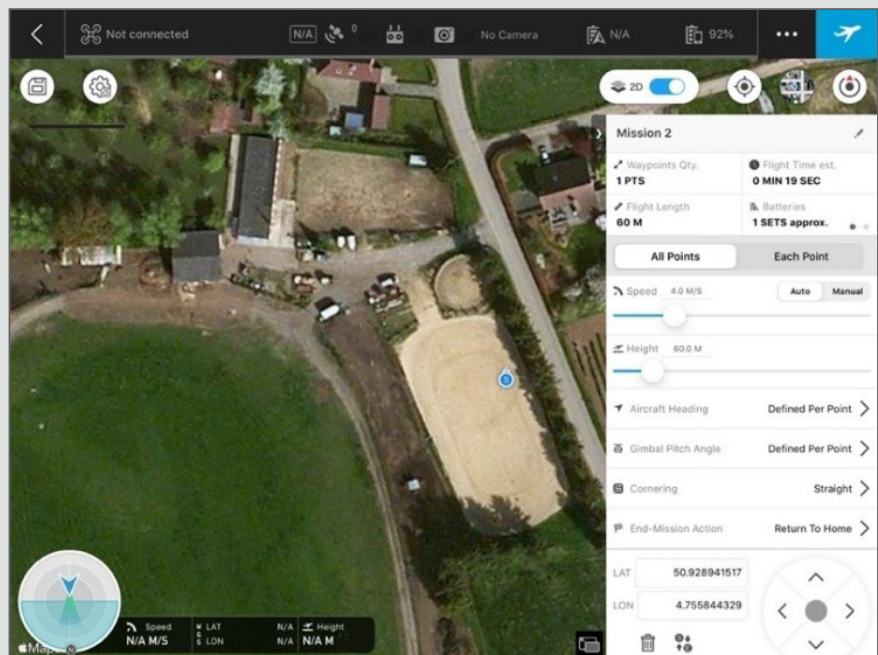 Not connected N/A 0 No Camera N/A 92%
2D
0 25 M
Mission 2
Waypoints Qty. Flight Time est.
1 PTS 0 MIN 19 SEC
Flight Length Batteries
60 M 1 SETS approx.
All Points Each Point
Speed 4.0 M/S Auto Manual
Height 60.0 M
Aircraft Heading Defined Per Point
Gimbal Pitch Angle Defined Per Point
Cornering Straight
End-Mission Action Return To Home
LAT 50.928941517
LON 4.755844329
S
Speed W LAT N/A Height
N/A M/S G S LON N/A N/A M
Maps N